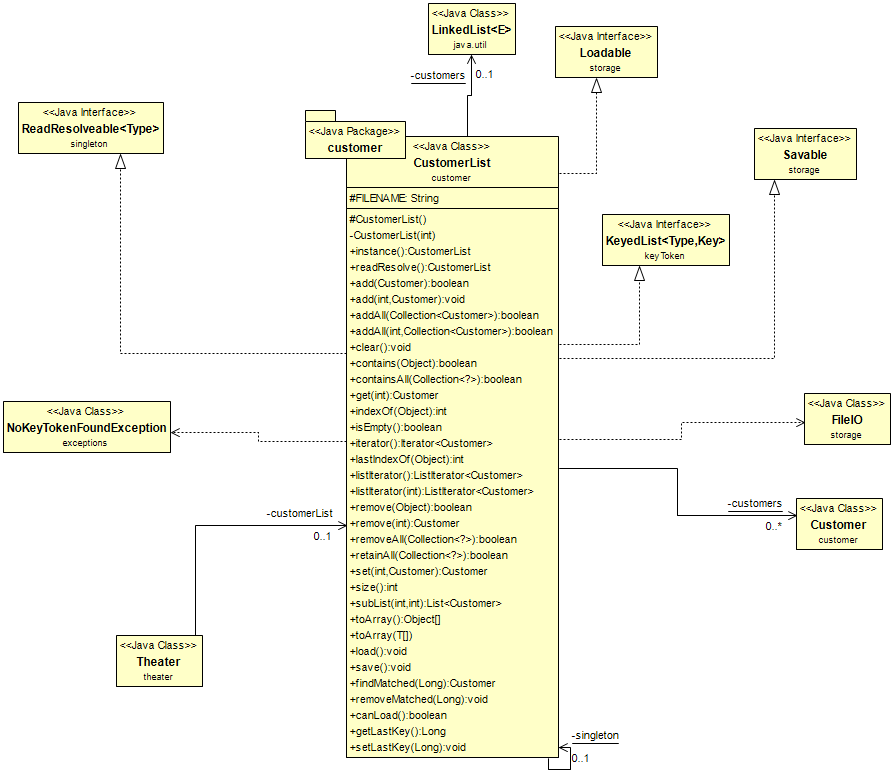 <<Java Class>>
LinkedList<E>
java.util
-customers
0..1
<<Java Interface>>
Loadable
storage
<<Java Interface>>
ReadResolveable<Type>
singleton
<<Java Package>>
customer
<<Java Class>>
CustomerList
customer
<<Java Interface>>
Savable
storage
<<Java Interface>>
KeyedList<Type,Key>
keyToken
#FILENAME: String
#CustomerList()
-CustomerList(int)
+instance():CustomerList
+readResolve():CustomerList
+add(Customer):boolean
+add(int,Customer):void
+addAll(Collection<Customer>):boolean
+addAll(int,Collection<Customer>):boolean
+clear():void
+contains(Object):boolean
+containsAll(Collection<?>):boolean
+get(int):Customer
+indexOf(Object):int
+isEmpty():boolean
+iterator():Iterator<Customer>
+lastIndexOf(Object):int
+listIterator():ListIterator<Customer>
+listIterator(int):ListIterator<Customer>
+remove(Object):boolean
+remove(int):Customer
+removeAll(Collection<?>):boolean
+retainAll(Collection<?>):boolean
+set(int,Customer):Customer
+size():int
+subList(int,int):List<Customer>
+toArray():Object[]
+toArray(T[])
+load():void
+save():void
+findMatched(Long):Customer
+removeMatched(Long):void
+canLoad():boolean
+getLastKey():Long
+setLastKey(Long):void
<<Java Class>>
NoKeyTokenFoundException
exceptions
<<Java Class>>
FileIO
storage
-customers
0..*
<<Java Class>>
Customer
customer
-customerList
0..1
<<Java Class>>
Theater
theater
-singleton
0..1